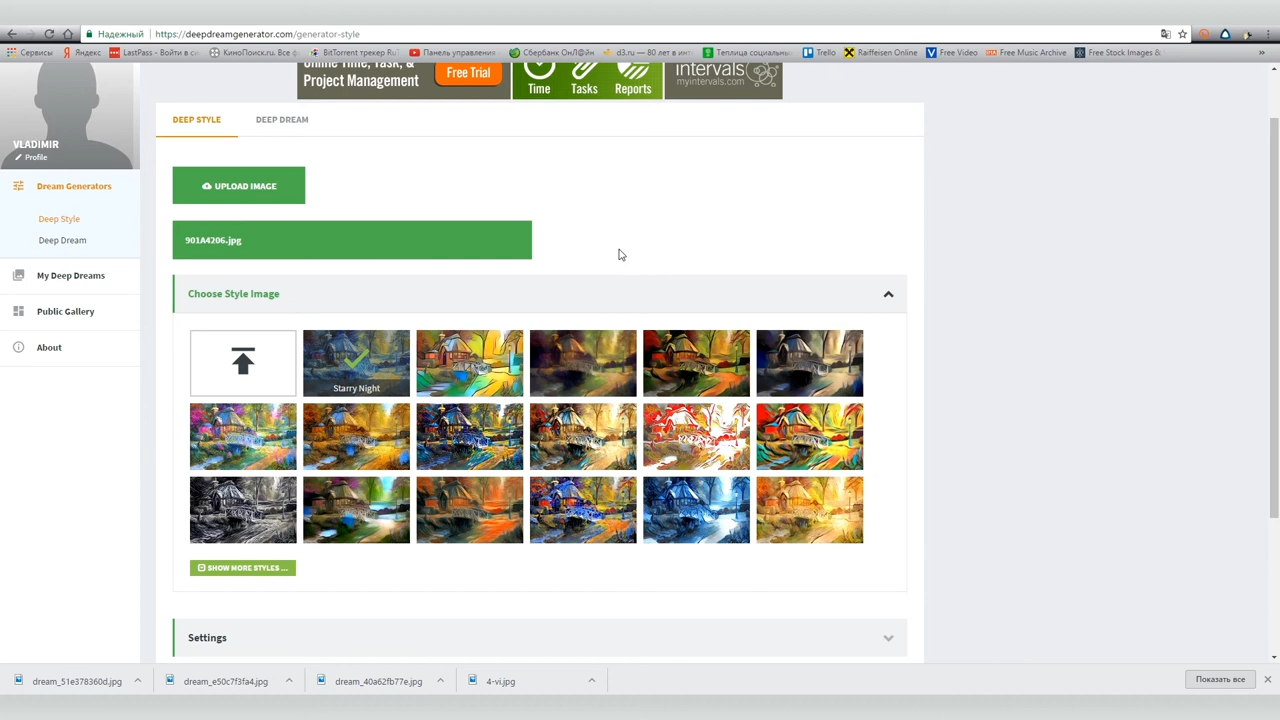 Надежный https://deepdreamgenerator.com/generator-style
Сервисы Яндекс LastPass - Войти в си КиноПоиск.ru. Все ф BitTorrent трекер RuT Панель управления Сбербанк ОнЛ@йн d3.ru — 80 лет в инте Теплица социальны Trello Raiffeisen Online Free Video Free Music Archive Free Stock Images & »
Online Time, Task, &
Project Management
Free Trial
Time Tasks Reports
intervals
myintervals.com
VLADIMIR
Profile
Dream Generators
Deep Style
Deep Dream
My Deep Dreams
Public Gallery
About
DEEP STYLE DEEP DREAM
UPLOAD IMAGE
901A4206.jpg
Choose Style Image
Starry Night
SHOW MORE STYLES ...
Settings
dream_51e378360d.jpg dream_e50c7f3fa4.jpg dream_40a62fb77e.jpg 4-vi.jpg Показать все